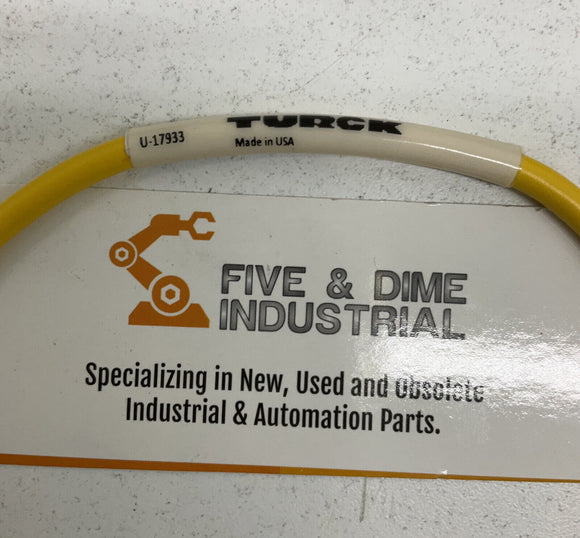 TURCK
U-17933
Made in USA
FIVE & DIME
INDUSTRIAL
Specializing in New, Used and Obsolete
Industrial & Automation Parts.